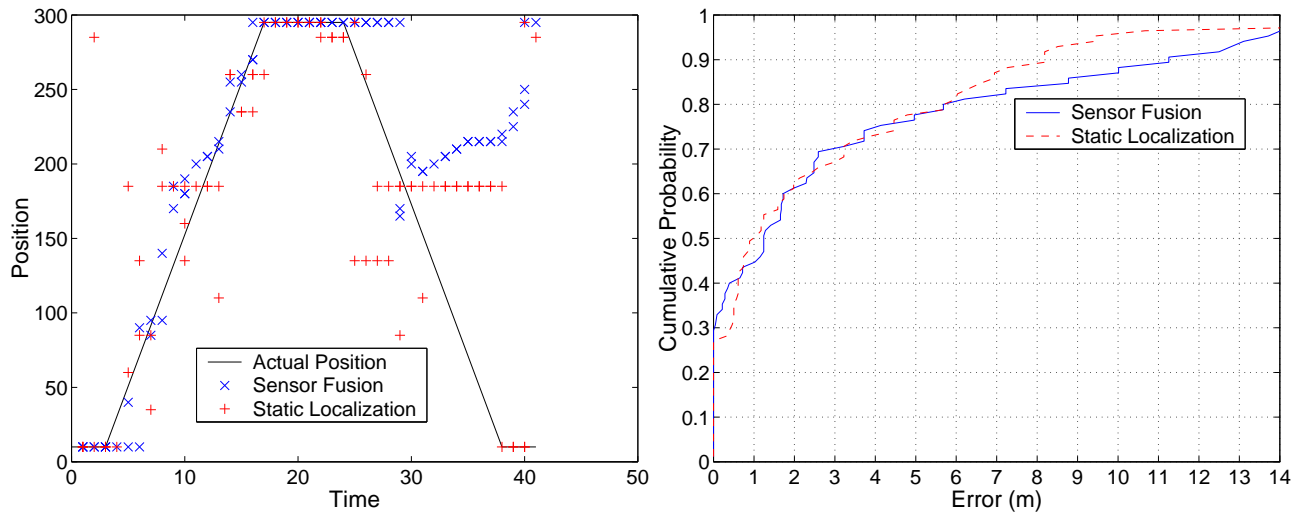 300
250
200
150
100
50
0
Position
0 10 20 30 40 50
Time
Actual Position
Sensor Fusion
Static Localization
1
0.9
0.8
0.7
0.6
0.5
0.4
0.3
0.2
0.1
0
Cumulative Probability
0 1 2 3 4 5 6 7 8 9 10 11 12 13 14
Error (m)
Sensor Fusion
Static Localization